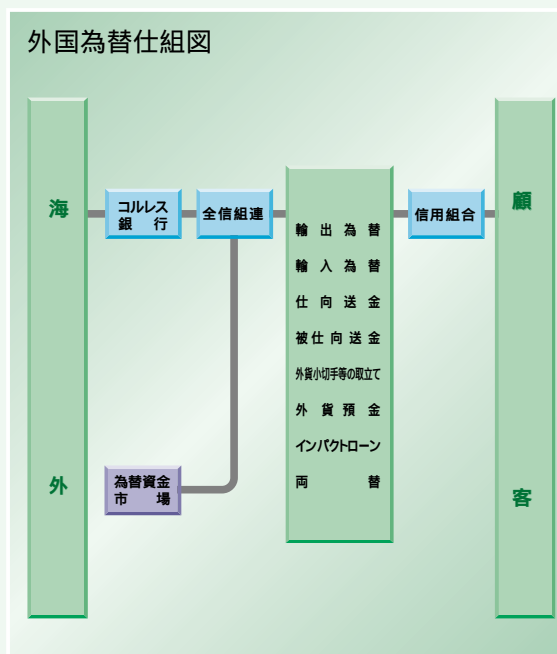 外国為替仕組図
海外
コルレス
銀行
全信組連
為替資金
市場
輸出為替
輸入為替
仕向送金
被仕向送金
外貨小切手等の取立て
外貨預金
インパクトローン
両替
信用組合
顧客